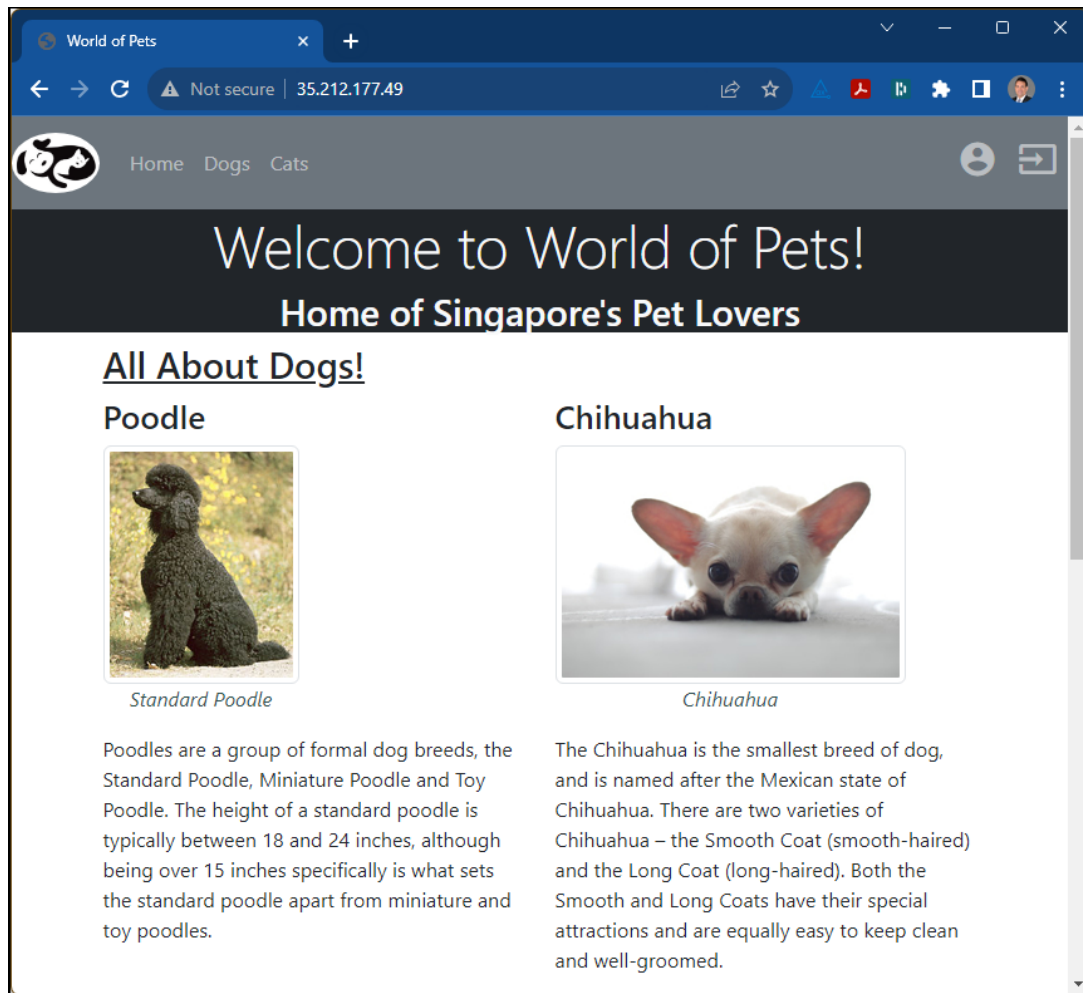 World of Pets
Not secure 35.212.177.49
Home Dogs Cats
Welcome to World of Pets!
Home of Singapore's Pet Lovers
All About Dogs!
Poodle
Standard Poodle
Poodles are a group of formal dog breeds, the
Standard Poodle, Miniature Poodle and Toy
Poodle. The height of a standard poodle is
typically between 18 and 24 inches, although
being over 15 inches specifically is what sets
the standard poodle apart from miniature and
toy poodles.
Chihuahua
Chihuahua
The Chihuahua is the smallest breed of dog,
and is named after the Mexican state of
Chihuahua. There are two varieties of
Chihuahua – the Smooth Coat (smooth-haired)
and the Long Coat (long-haired). Both the
Smooth and Long Coats have their special
attractions and are equally easy to keep clean
and well-groomed.